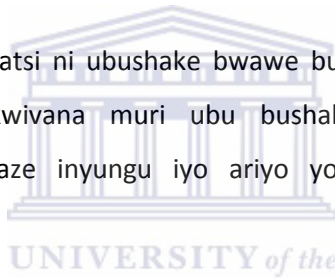 atsi ni ubushake bwawe bu
wivana muri ubu bushak
aze inyungu iyo ariyo yo
UNIVERSITY of the